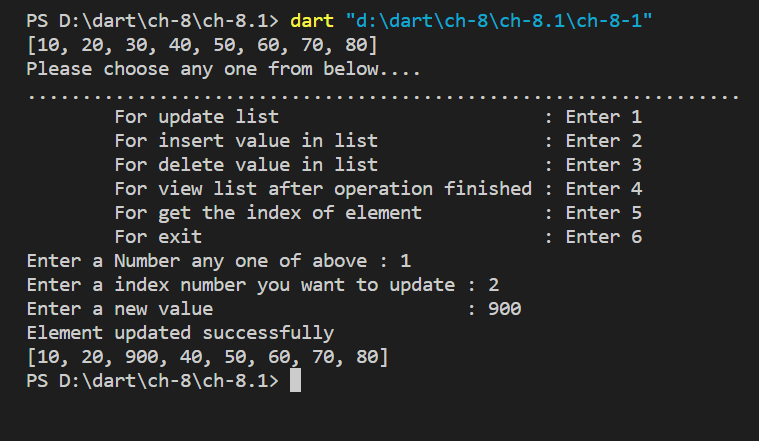 PS D:\dart\ch-8\ch-8.1> dart "d:\dart\ch-8\ch-8.1\ch-8-1"
[10, 20, 30, 40, 50, 60, 70, 80]
Please choose any one from below....
.................................................................
        For update list                        : Enter 1
        For insert value in list               : Enter 2
        For delete value in list               : Enter 3
        For view list after operation finished : Enter 4
        For get the index of element           : Enter 5
        For exit                               : Enter 6
Enter a Number any one of above : 1
Enter a index number you want to update : 2
Enter a new value                       : 900
Element updated successfully
[10, 20, 900, 40, 50, 60, 70, 80]
PS D:\dart\ch-8\ch-8.1>